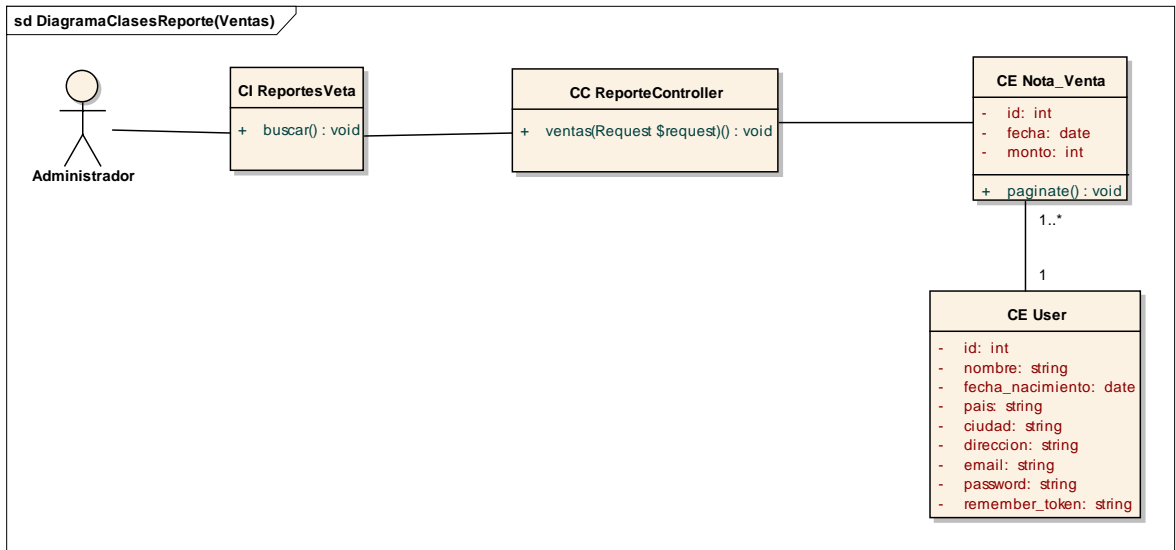 sd DiagramaClasesReporte(Ventas)
Administrador
CI ReportesVeta
+ buscar() : void
CC ReporteController
+ ventas(Request $request)() : void
CE Nota_Venta
- id: int
- fecha: date
- monto: int
+ paginate() : void
1..*
1
CE User
- id: int
- nombre: string
- fecha_nacimiento: date
- pais: string
- ciudad: string
- direccion: string
- email: string
- password: string
- remember_token: string